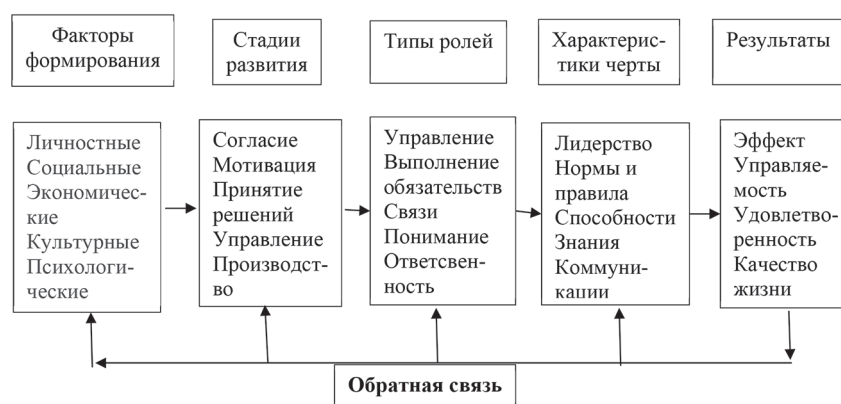 Факторы
формирования
Стадии
развития
Типы ролей
Характерис-
тики черты
Результаты
Личностные
Социальные
Экономичес-
кие
Культурные
Психологи-
ческие
Согласие
Мотивация
Принятие
решений
Управление
Производст-
во
Управление
Выполнение
обязательств
Связи
Понимание
Ответсвен-
ность
Лидерство
Нормы и
правила
Способности
Знания
Коммуни-
кации
Эффект
Управляе-
мость
Удовлетво-
ренность
Качество
жизни
Обратная связь